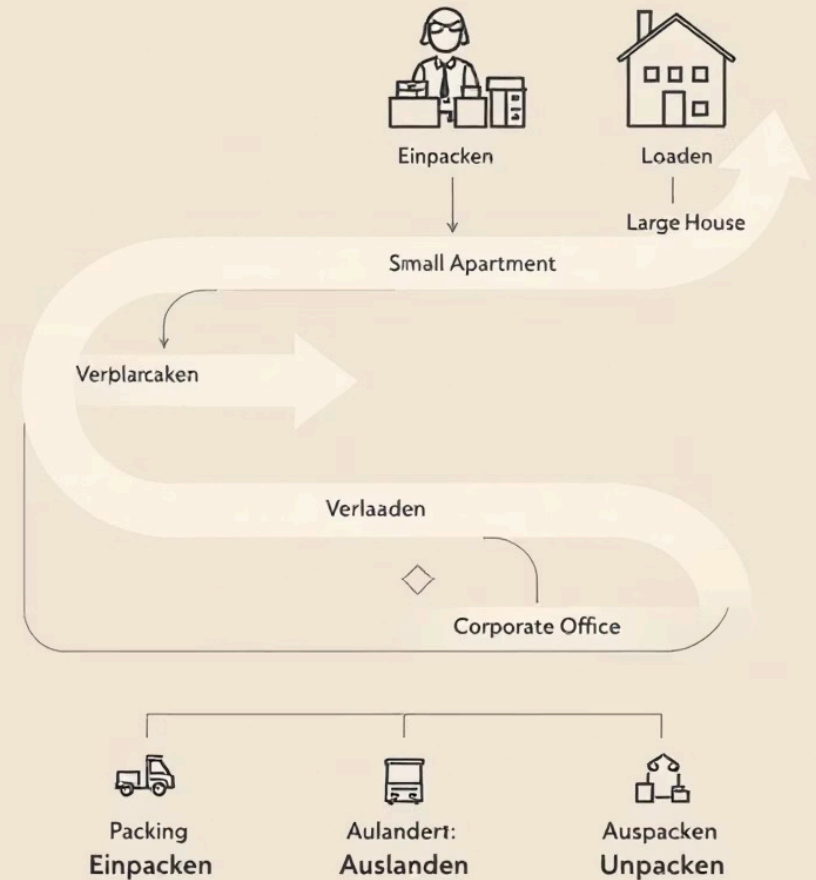 Einpacken
Loaden
Large House
Small Apartment
Verplarcaken
Verlaaden
Corporate Office
Packing
Einpacken
Aulandert:
Auslanden
Auspacken
Unpacken